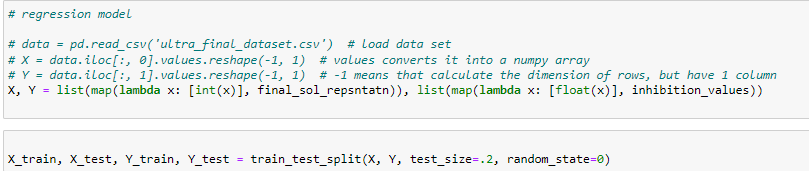 # regression model
# data = pd.read_csv('ultra_final_dataset.csv')  # load data set
# X = data.iloc[:, 0].values.reshape(-1, 1)  # values converts it into a numpy array
# Y = data.iloc[:, 1].values.reshape(-1, 1)  # -1 means that calculate the dimension of rows, but have 1 column
X, Y = list(map(lambda x: [int(x)], final_sol_repsntatn)), list(map(lambda x: [float(x)], inhibition_values))
X_train, X_test, Y_train, Y_test = train_test_split(X, Y, test_size=.2, random_state=0)